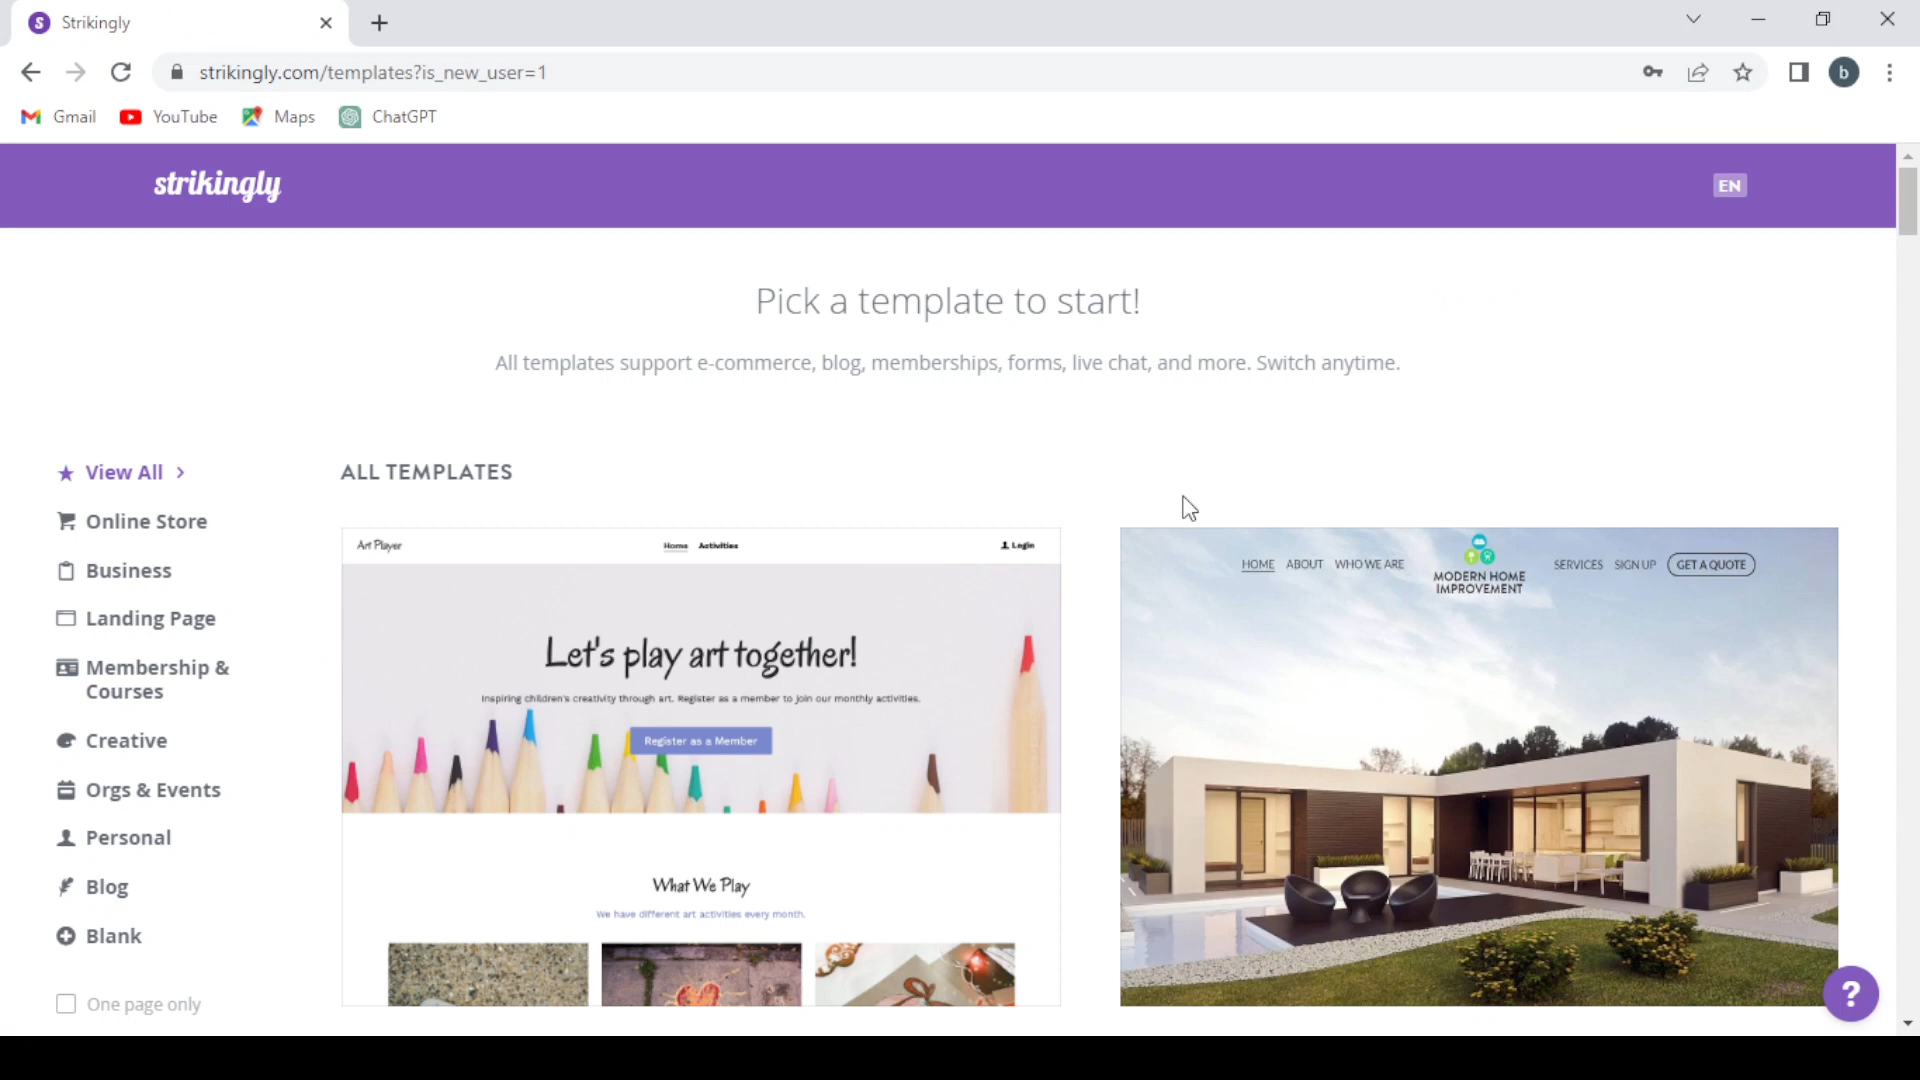 S Strikingly
strikingly.com/templates?is_new_user=1
b
Gmail YouTube Maps ChatGPT
strikingly
EN
Pick a template to start!
All templates support e-commerce, blog, memberships, forms, live chat, and more. Switch anytime.
View All
Online Store
Business
Landing Page
Membership &
Courses
Creative
Orgs & Events
Personal
Blog
Blank
One page only
ALL TEMPLATES
Art Player Home Activities Login
Let's play art together!
Inspiring children's creativity through art. Register as a member to join our monthly activities.
Register as a Member
What We Play
We have different art activities every month.
HOME ABOUT WHO WE ARE
MODERN HOME
IMPROVEMENT
SERVICES SIGN UP GET A QUOTE
?